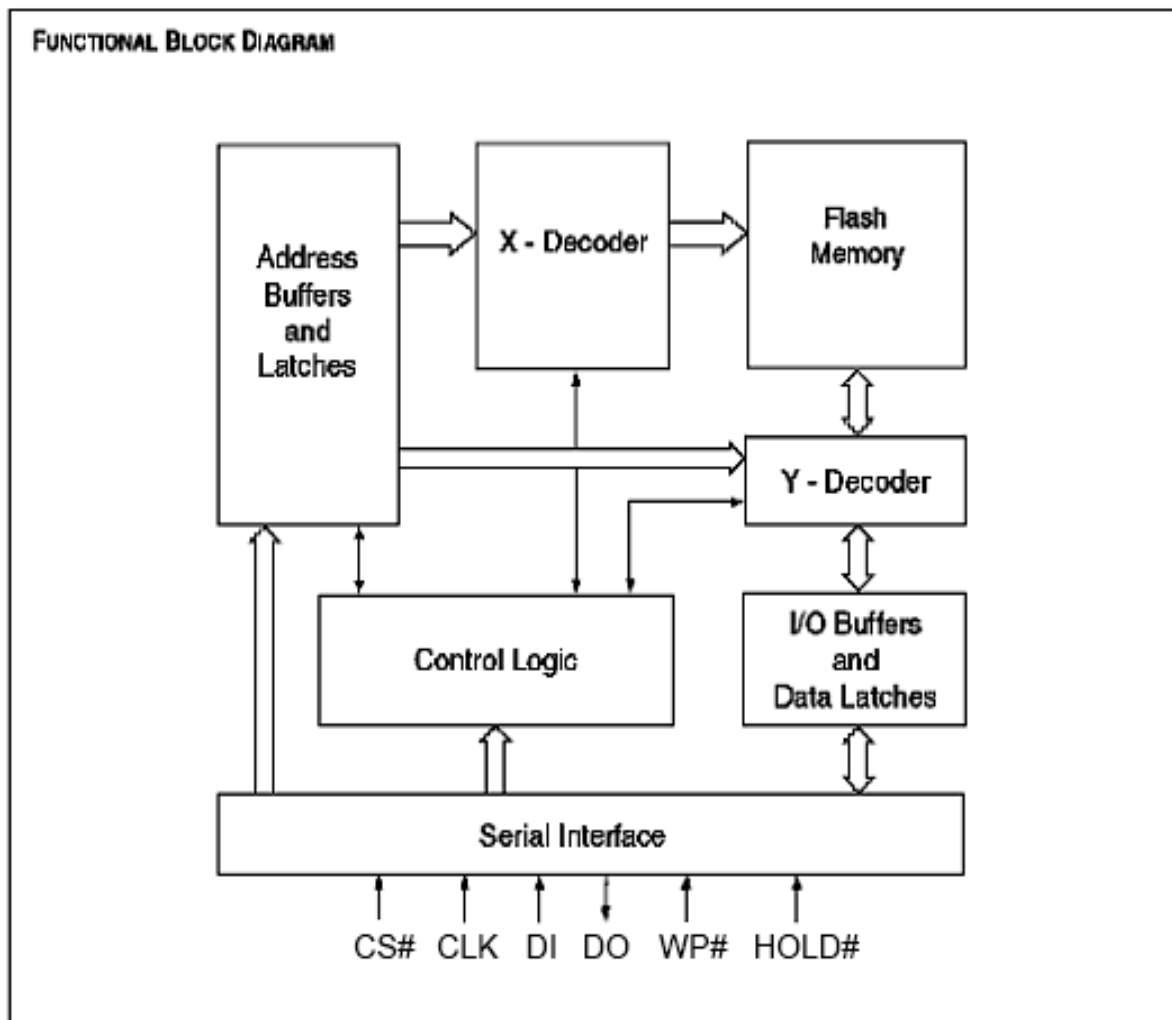 FUNCTIONAL BLOCK DIAGRAM
Address
Buffers
and
Latches
X - Decoder
Flash
Memory
Y - Decoder
Control Logic
I/O Buffers
and
Data Latches
Serial Interface
CS# CLK DI DO WP# HOLD#